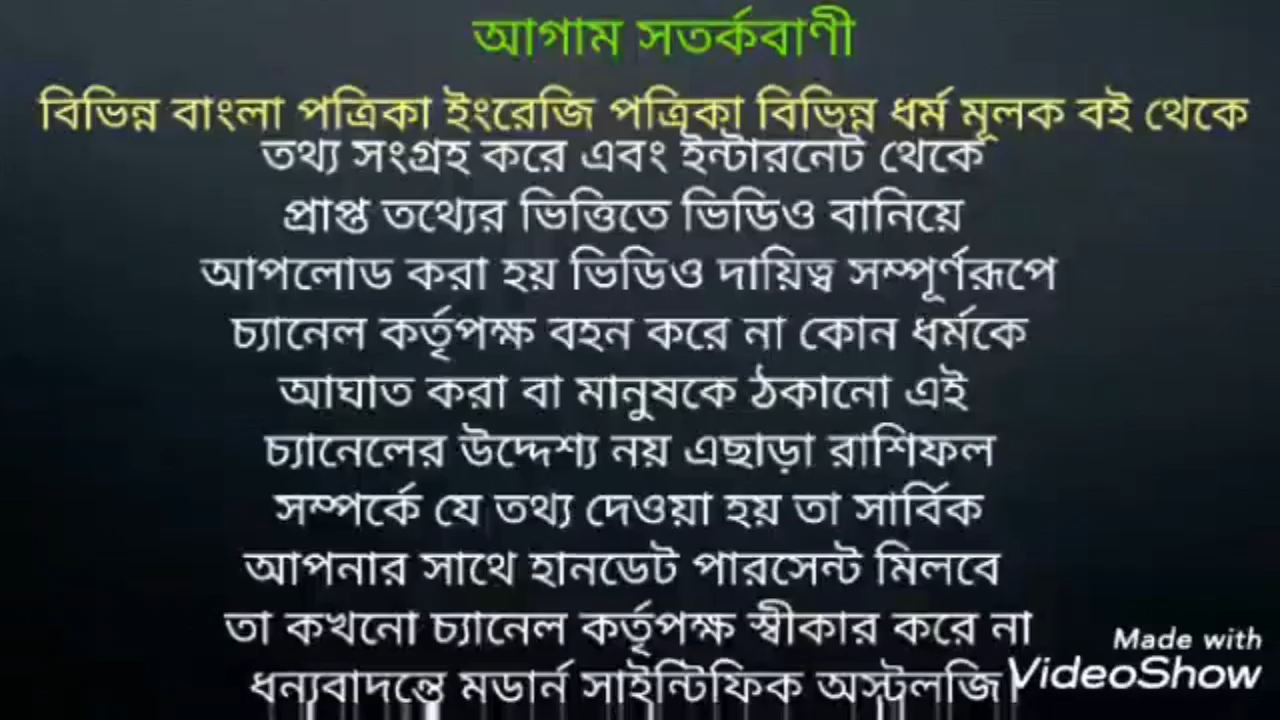 আগাম সতর্কবাণী
বিভিন্ন বাংলা পত্রিকা ইংরেজি পত্রিকা বিভিন্ন ধর্ম মূলক বই থেকে
তথ্য সংগ্রহ করে এবং ইন্টারনেট থেকে
প্রাপ্ত তথ্যের ভিত্তিতে ভিডিও বানিয়ে
আপলোড করা হয় ভিডিও দায়িত্ব সম্পূর্ণরূপে
চ্যানেল কর্তৃপক্ষ বহন করে না কোন ধর্মকে
আঘাত করা বা মানুষকে ঠকানো এই
চ্যানেলের উদ্দেশ্য নয় এছাড়া রাশিফল
সম্পর্কে যে তথ্য দেওয়া হয় তা সার্বিক
আপনার সাথে হানডেট পারসেন্ট মিলবে
তা কখনো চ্যানেল কর্তৃপক্ষ স্বীকার করে না
ধন্যবাদন্তে মডার্ন সাইন্টিফিক অস্ট্রলজি।
Made with
VideoShow